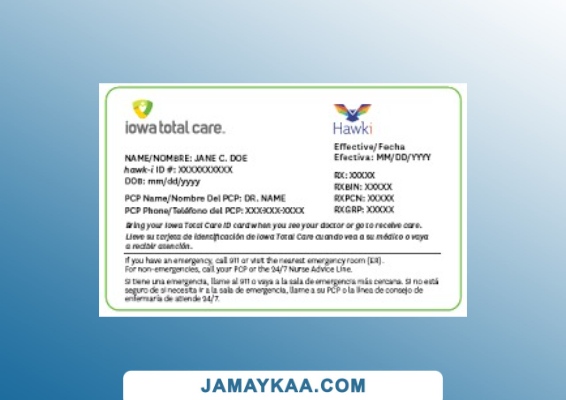 iowa total care.
Hawki
NAME/NOMBRE: JANE C. DOE
hawk-i ID #: XXXXXXXXXX
DOB: mm/dd/yyyy
PCP Name/Nombre Del PCP: DR. NAME
PCP Phone/Teléfono del PCP: XXX-XXX-XXXX
Effective/Fecha
Efectiva: MM/DD/YYYY
RX: XXXXX
RXBIN: XXXXX
RXPCN: XXXXX
RXGRP: XXXXX
Bring your Iowa Total Care ID card when you see your doctor or go to receive care.
Lleve su tarjeta de identificación de Iowa Total Care cuando vea a su médico o vaya
a recibir atención.
If you have an emergency, call 911 or visit the nearest emergency room (ER).
For non-emergencies, call your PCP or the 24/7 Nurse Advice Line.
Si tiene una emergencia, llame al 911 o vaya a la sala de emergencia más cercana. Si no está
seguro de si necesita ir a la sala de emergencia, llame a su PCP o la línea de consejo de
enfermaría de atiende 24/7.
JAMAYKAA.COM